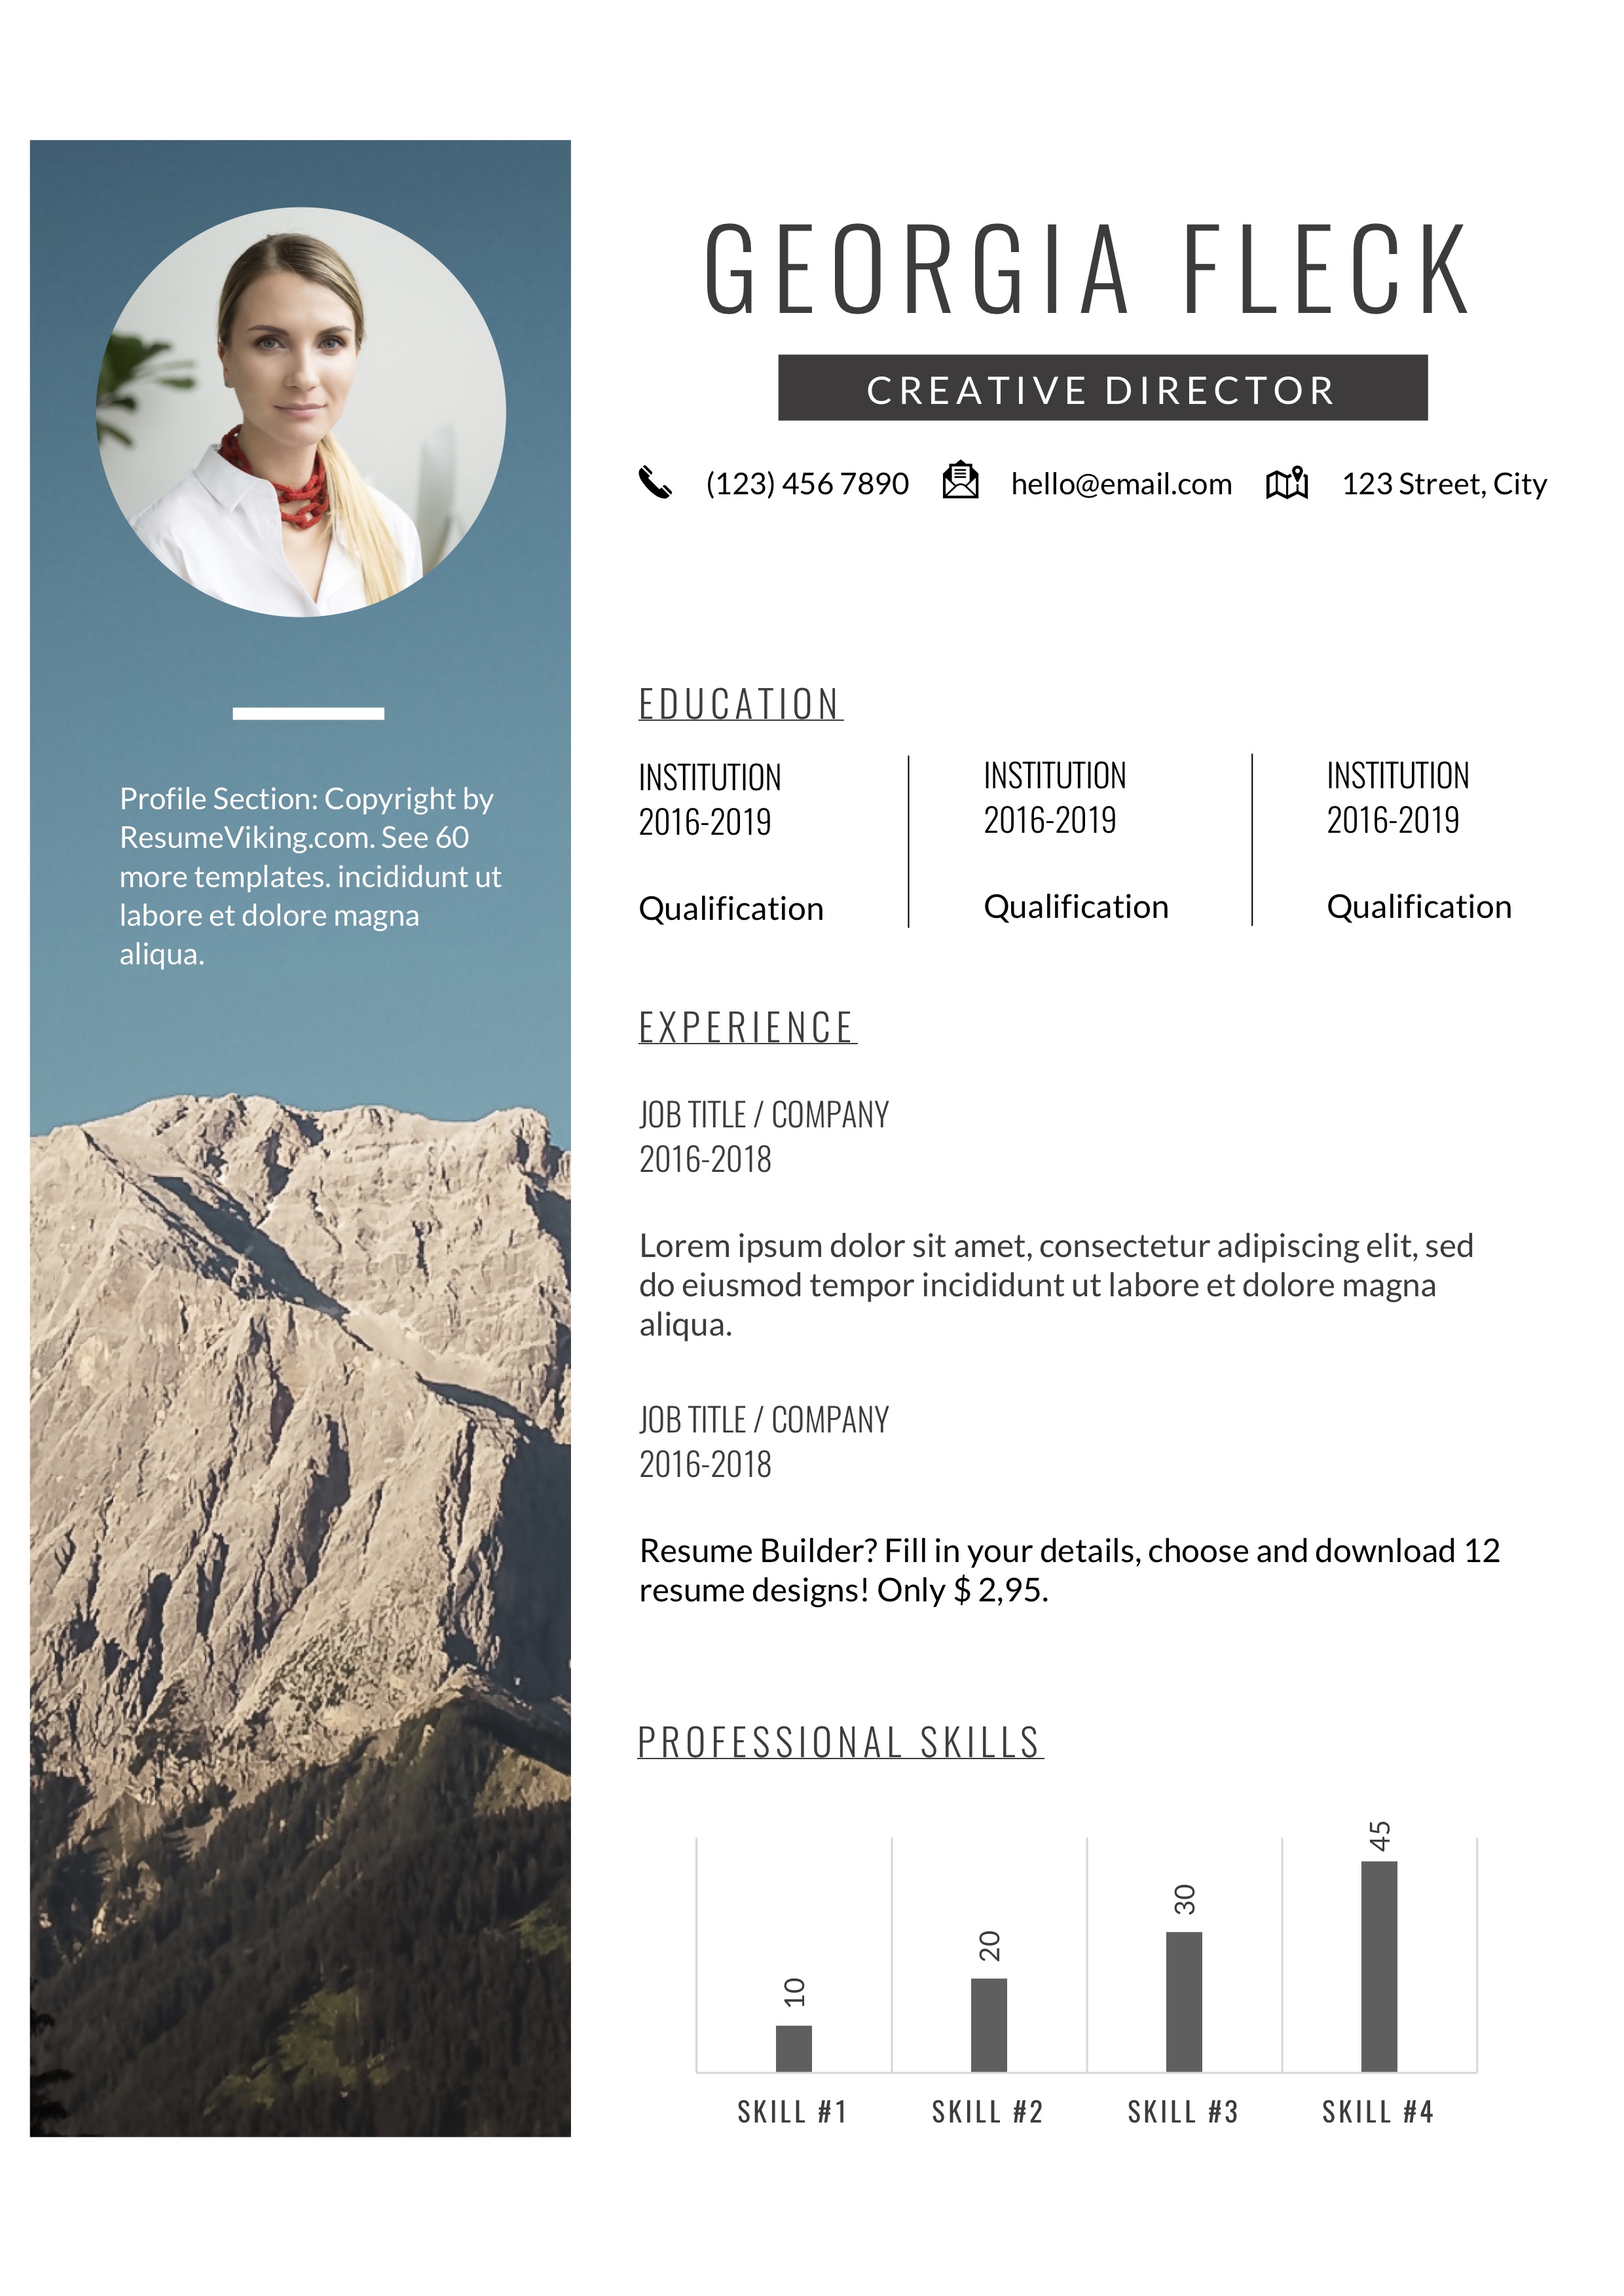 GEORGIA FLECK
CREATIVE DIRECTOR
(123) 456 7890 hello@email.com 123 Street, City
Profile Section: Copyright by
ResumeViking.com. See 60
more templates. incididunt ut
labore et dolore magna
aliqua.
EDUCATION
INSTITUTION
2016-2019
Qualification
INSTITUTION
2016-2019
Qualification
INSTITUTION
2016-2019
Qualification
EXPERIENCE
JOB TITLE / COMPANY
2016-2018
Lorem ipsum dolor sit amet, consectetur adipiscing elit, sed
do eiusmod tempor incididunt ut labore et dolore magna
aliqua.
JOB TITLE / COMPANY
2016-2018
Resume Builder? Fill in your details, choose and download 12
resume designs! Only $ 2,95.
PROFESSIONAL SKILLS
10
20
30
45
SKILL #1
SKILL #2
SKILL #3
SKILL #4